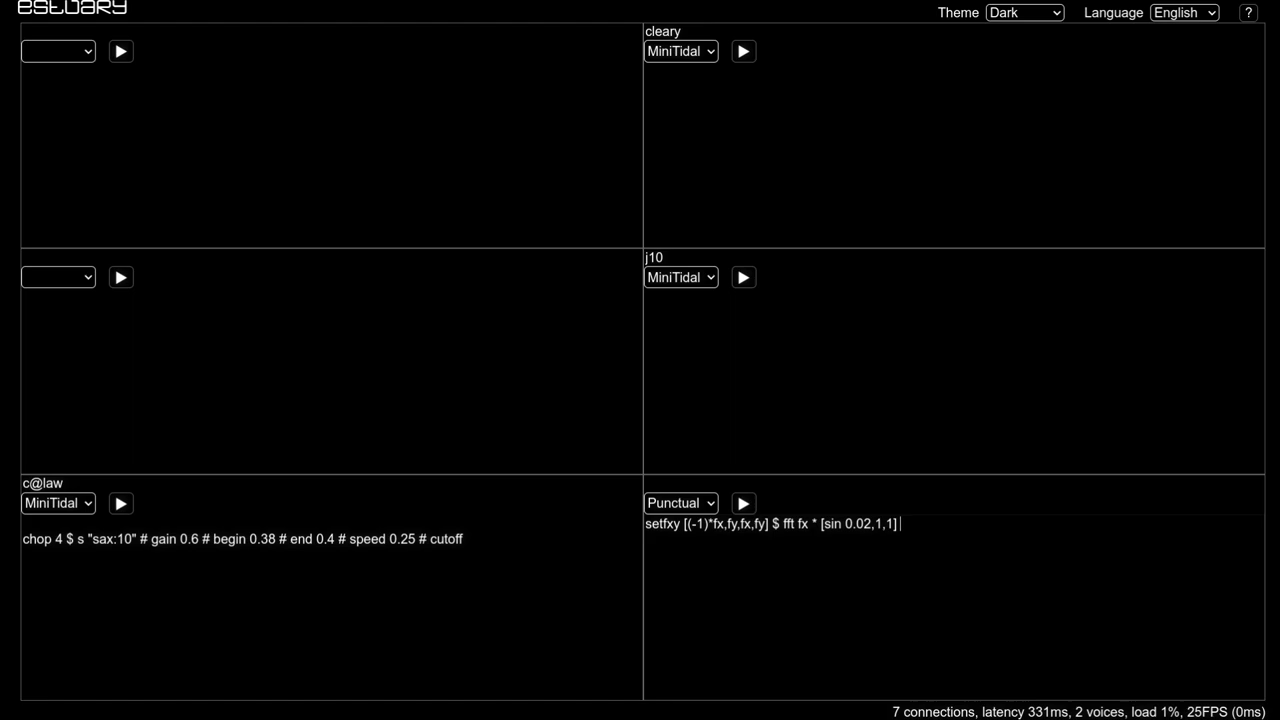 estuary
Theme Dark Language English ?
cleary
MiniTidal
j10
MiniTidal
c@law
MiniTidal
chop 4 $ s "sax:10" # gain 0.6 # begin 0.38 # end 0.4 # speed 0.25 # cutoff
Punctual
setfxy [(-1)*fx,fy,fx,fy] $ fft fx * [sin 0.02,1,1]
7 connections, latency 331ms, 2 voices, load 1%, 25FPS (0ms)